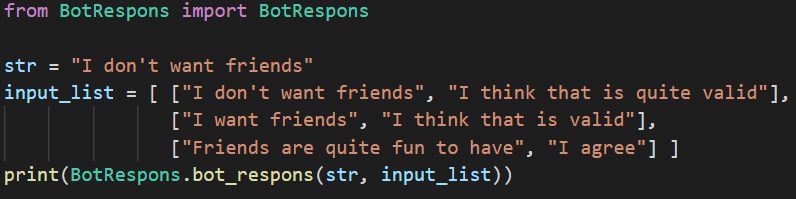 from BotRespons import BotRespons
str = "I don't want friends"
input_list = [ ["I don't want friends", "I think that is quite valid"],
["I want friends", "I think that is valid"],
["Friends are quite fun to have", "I agree"] ]
print(BotRespons.bot_respons(str, input_list))